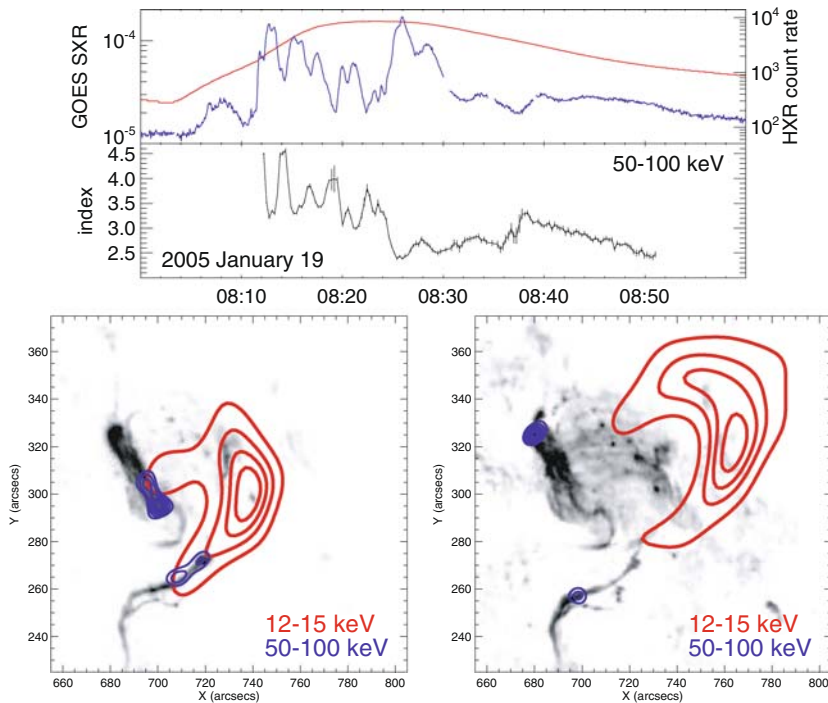 GOES SXR
10^-4
10^-5
10^4
10^3
10^2
HXR count rate
index
4.5
4.0
3.5
3.0
2.5
50-100 keV
2005 January 19
08:10 08:20 08:30 08:40 08:50
Y (arcsecs)
360
340
320
300
280
260
240
12-15 keV
50-100 keV
660 680 700 720 740 760 780 800
X (arcsecs)
Y (arcsecs)
360
340
320
300
280
260
240
12-15 keV
50-100 keV
660 680 700 720 740 760 780 800
X (arcsecs)